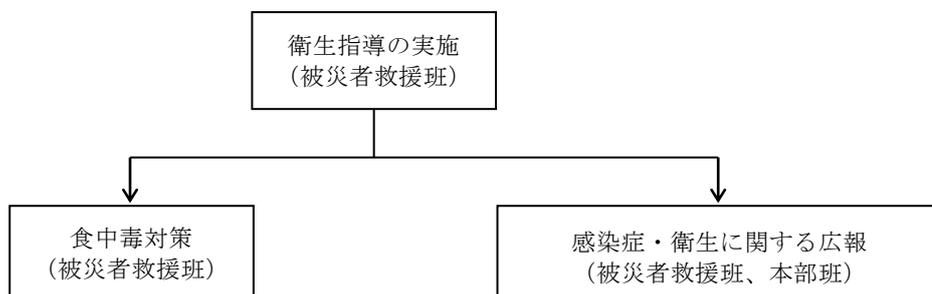 衛生指導の実施
（被災者救援班）
食中毒対策
（被災者救援班）
感染症・衛生に関する広報
（被災者救援班、本部班）